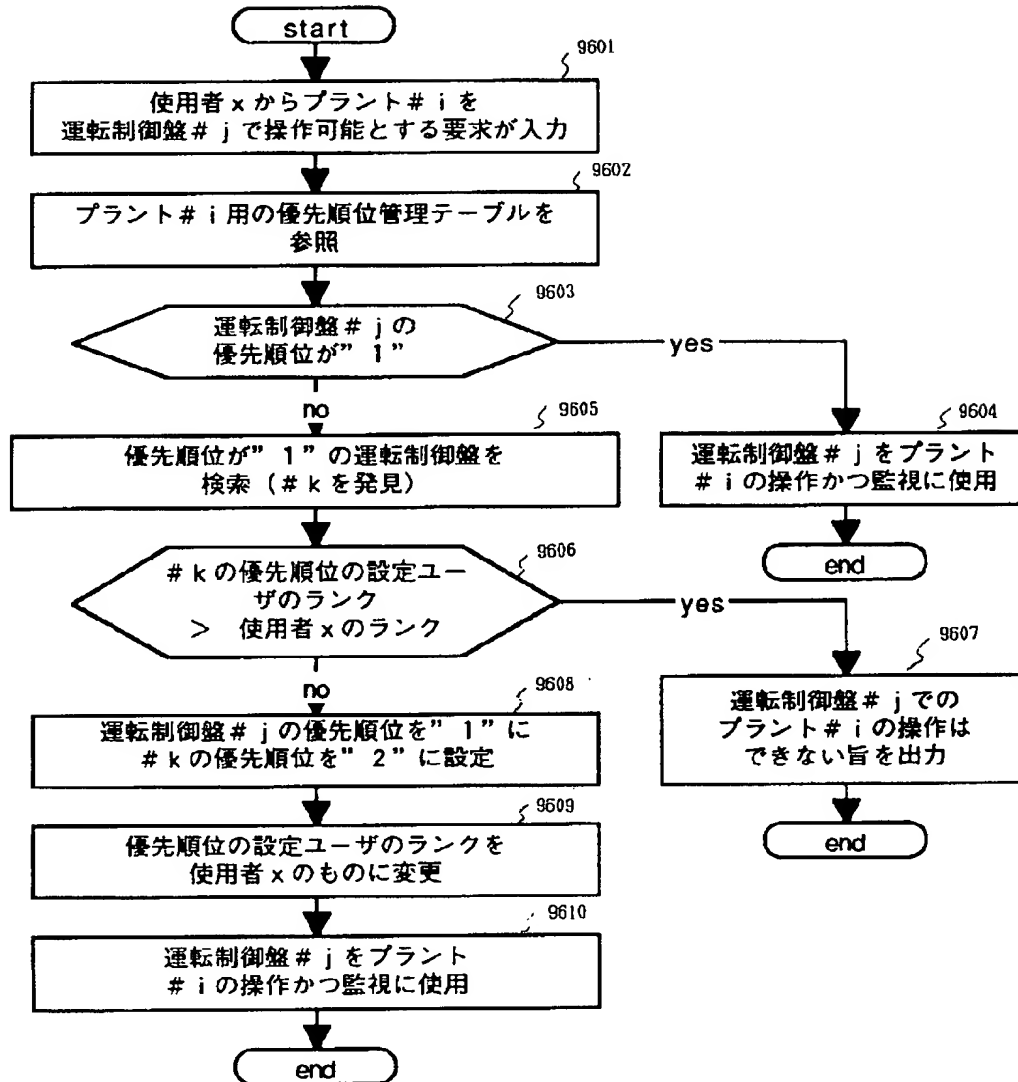 start
9601
使用者xからプラント＃iを
運転制御盤＃jで操作可能とする要求が入力
9602
プラント＃i用の優先順位管理テーブルを
参照
9603
運転制御盤＃jの
優先順位が”1”
yes
no
9604
運転制御盤＃jをプラント
＃iの操作かつ監視に使用
end
9605
優先順位が”1”の運転制御盤を
検索（＃kを発見）
9606
＃kの優先順位の設定ユー
ザのランク
＞ 使用者xのランク
yes
no
9607
運転制御盤＃jでの
プラント＃iの操作は
できない旨を出力
end
9608
運転制御盤＃jの優先順位を”1”に
＃kの優先順位を”2”に設定
9609
優先順位の設定ユーザのランクを
使用者xのものに変更
9610
運転制御盤＃jをプラント
＃iの操作かつ監視に使用
end